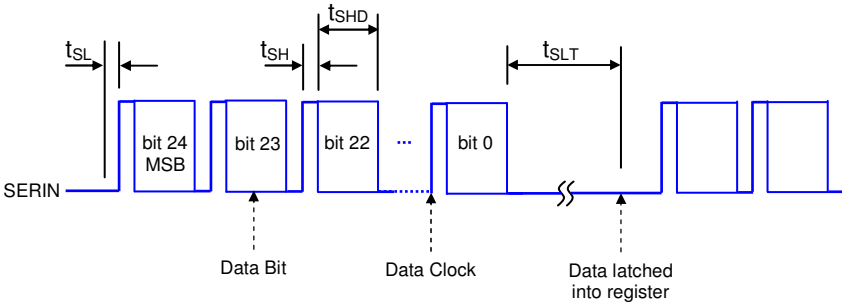 tSHD
tSL
tSH
tSLT
bit 24
MSB
bit 23
bit 22
...
bit 0
SERIN
Data Bit
Data Clock
Data latched
into register